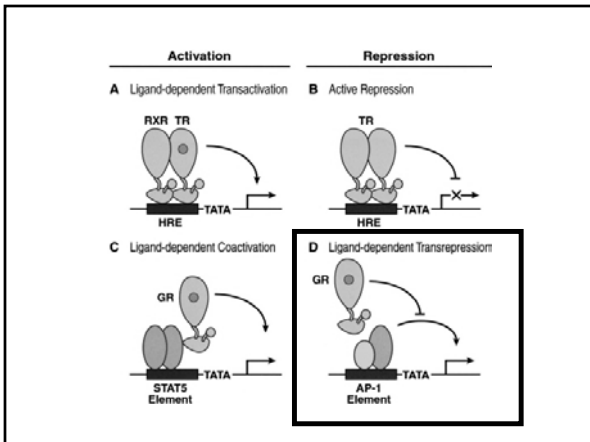 Activation
Repression
A Ligand-dependent Transactivation
B Active Repression
RXR TR
TATA
HRE
TR
X
TATA
HRE
C Ligand-dependent Coactivation
GR
TATA
STAT5
Element
D Ligand-dependent Transrepression
GR
TATA
AP-1
Element